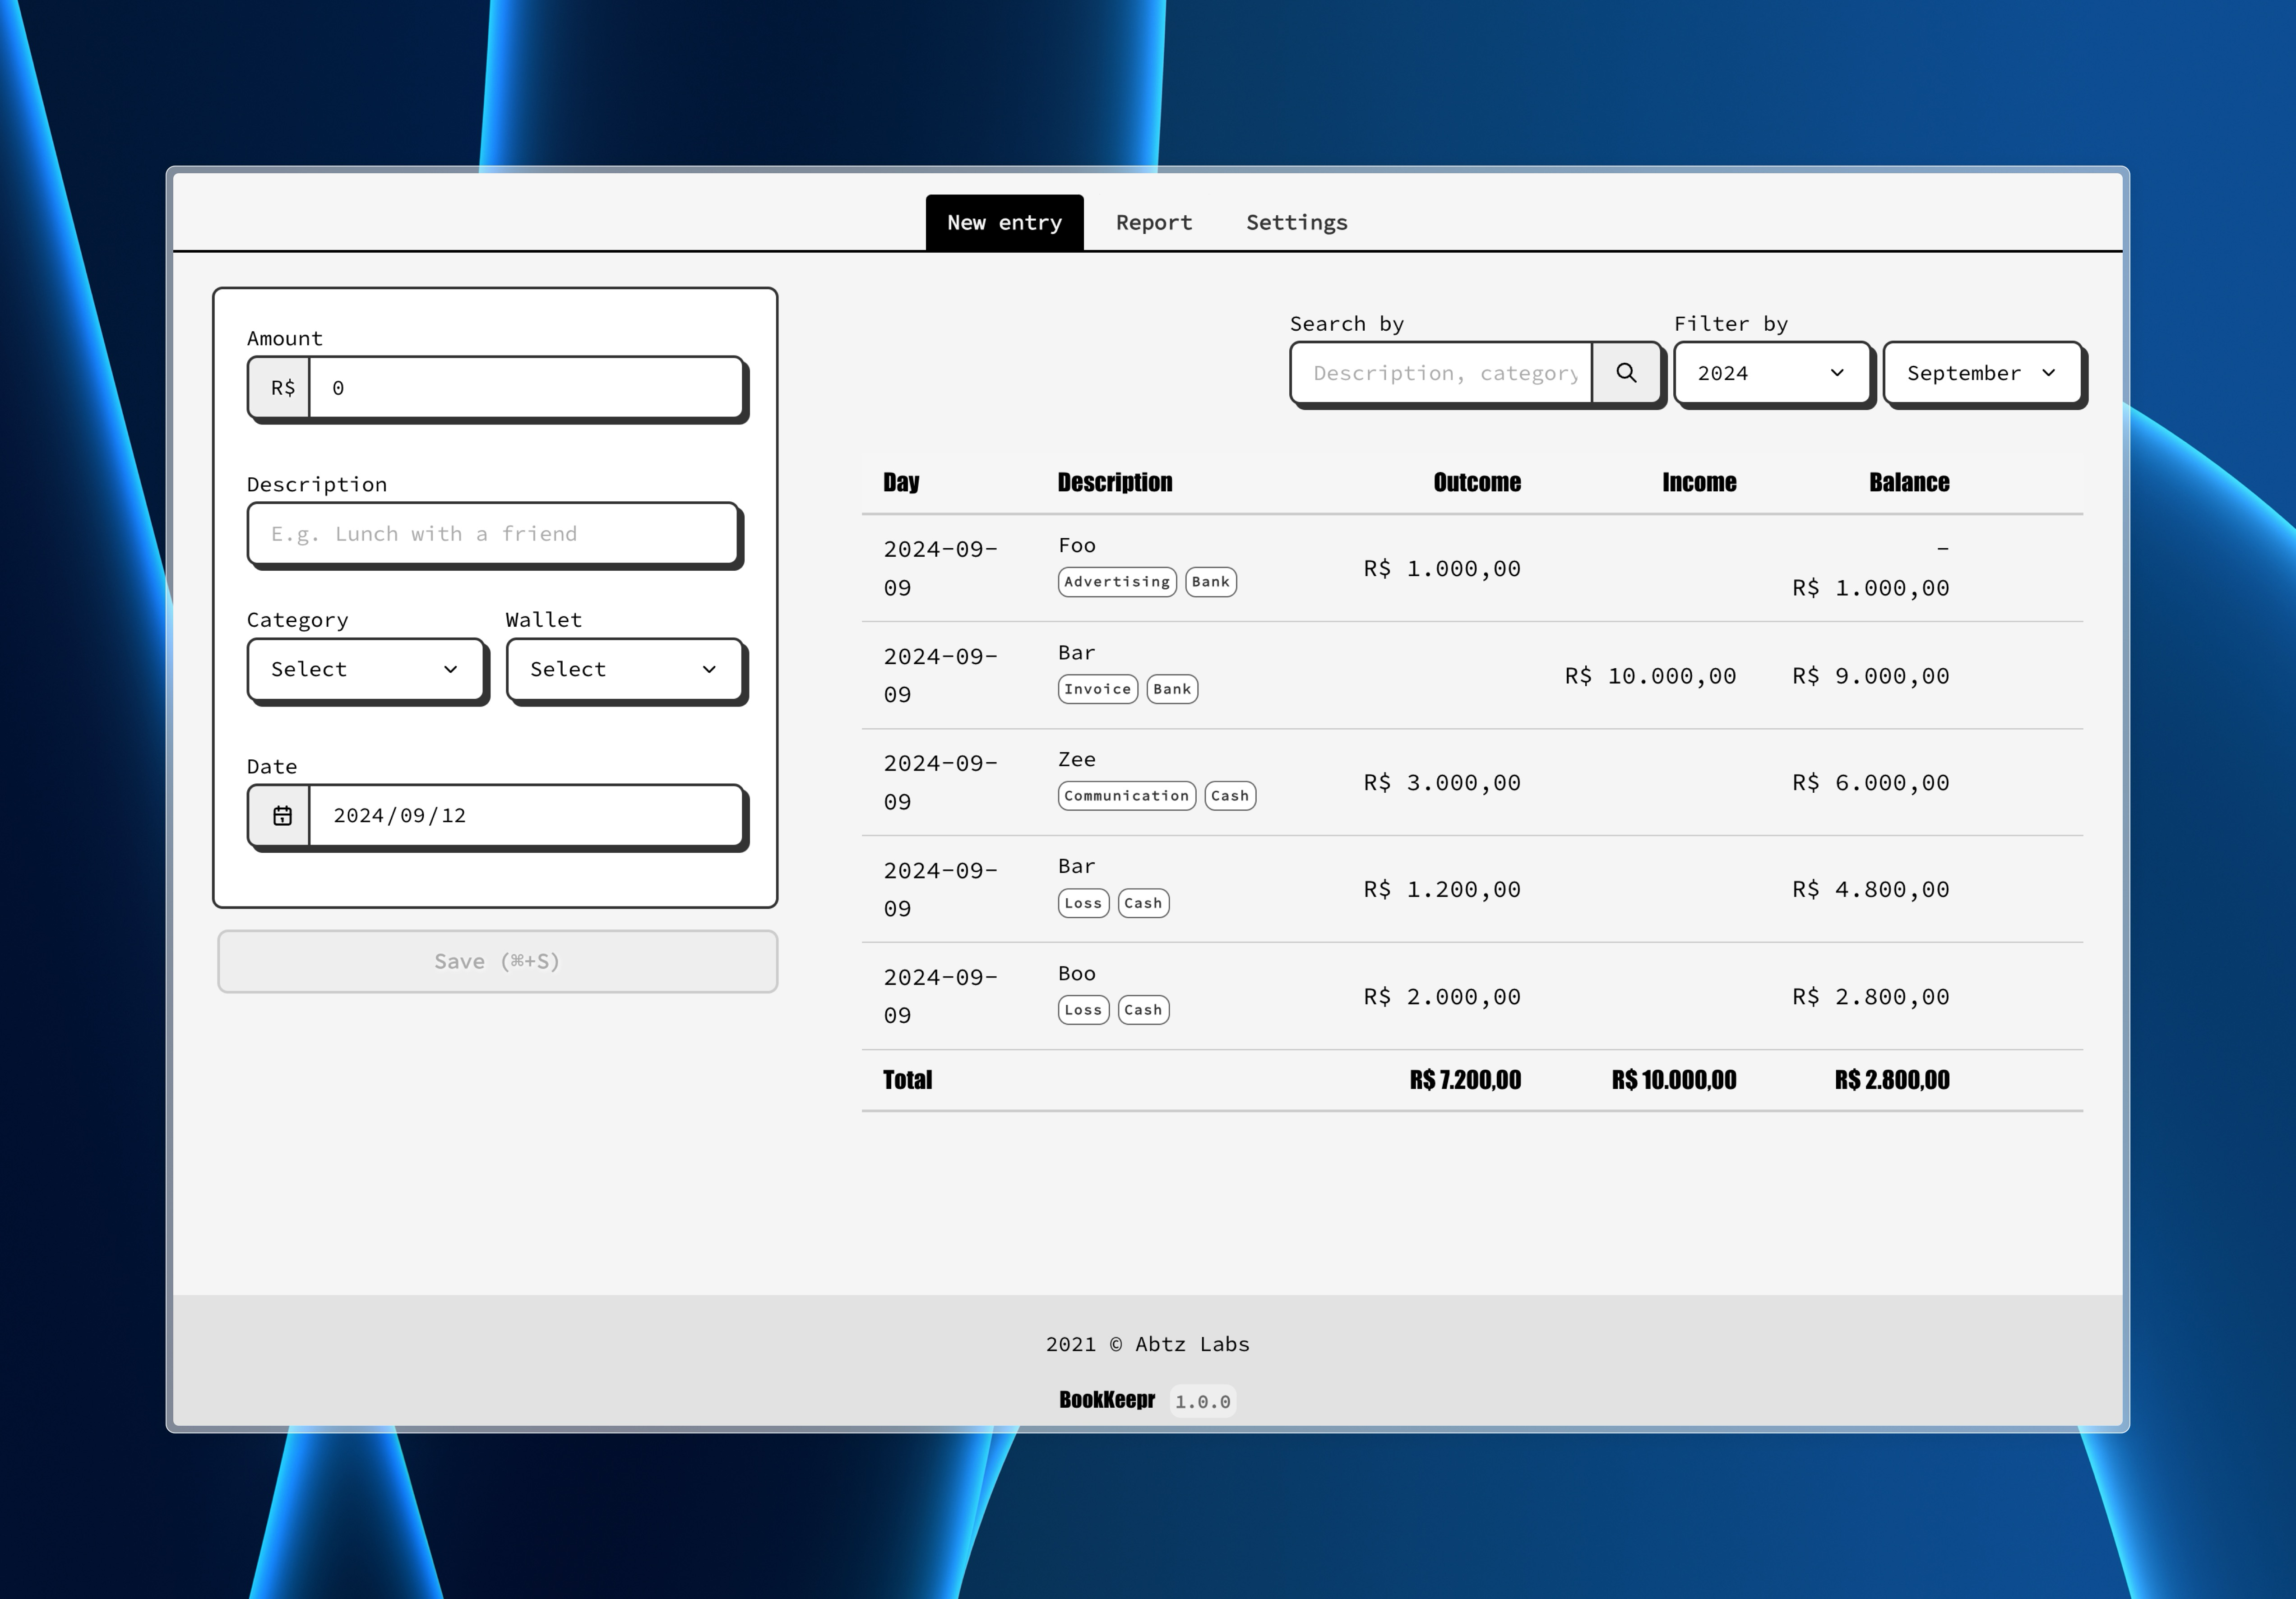 New entry Report Settings
Amount
R$ 0
Description
E.g. Lunch with a friend
Category Wallet
Select Select
Date
2024/09/12
Save (⌘+S)
Search by Filter by
Description, category 2024 September
Day Description Outcome Income Balance
2024-09-
09
Foo
Advertising Bank
R$ 1.000,00
-
R$ 1.000,00
2024-09-
09
Bar
Invoice Bank
R$ 10.000,00 R$ 9.000,00
2024-09-
09
Zee
Communication Cash
R$ 3.000,00 R$ 6.000,00
2024-09-
09
Bar
Loss Cash
R$ 1.200,00 R$ 4.800,00
2024-09-
09
Boo
Loss Cash
R$ 2.000,00 R$ 2.800,00
Total R$ 7.200,00 R$ 10.000,00 R$ 2.800,00
2021 © Abtz Labs
BookKeepr 1.0.0